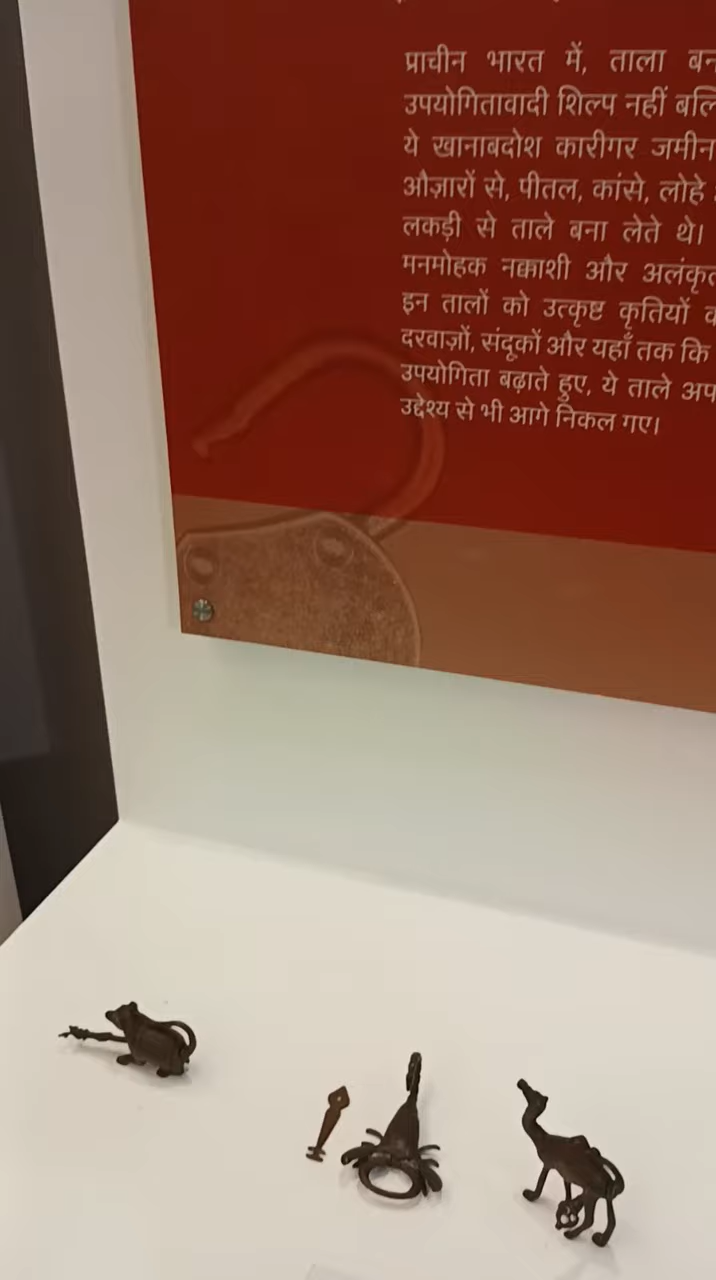 प्राचीन भारत में, ताला
उपयोगितावादी शिल्प नहीं
ये खानाबदोश कारीगर जमीन
औज़ारों से, पीतल, कांसे, लोहे
लकड़ी से ताले बना लेते थे।
मनमोहक नक्काशी और
इन तालों को उत्कृष्ट कृतियों
दरवाज़ों, संदूकों और यहाँ तक कि
उपयोगिता बढ़ाते हुए, ये ताले
उद्देश्य से भी आगे निकल गए।